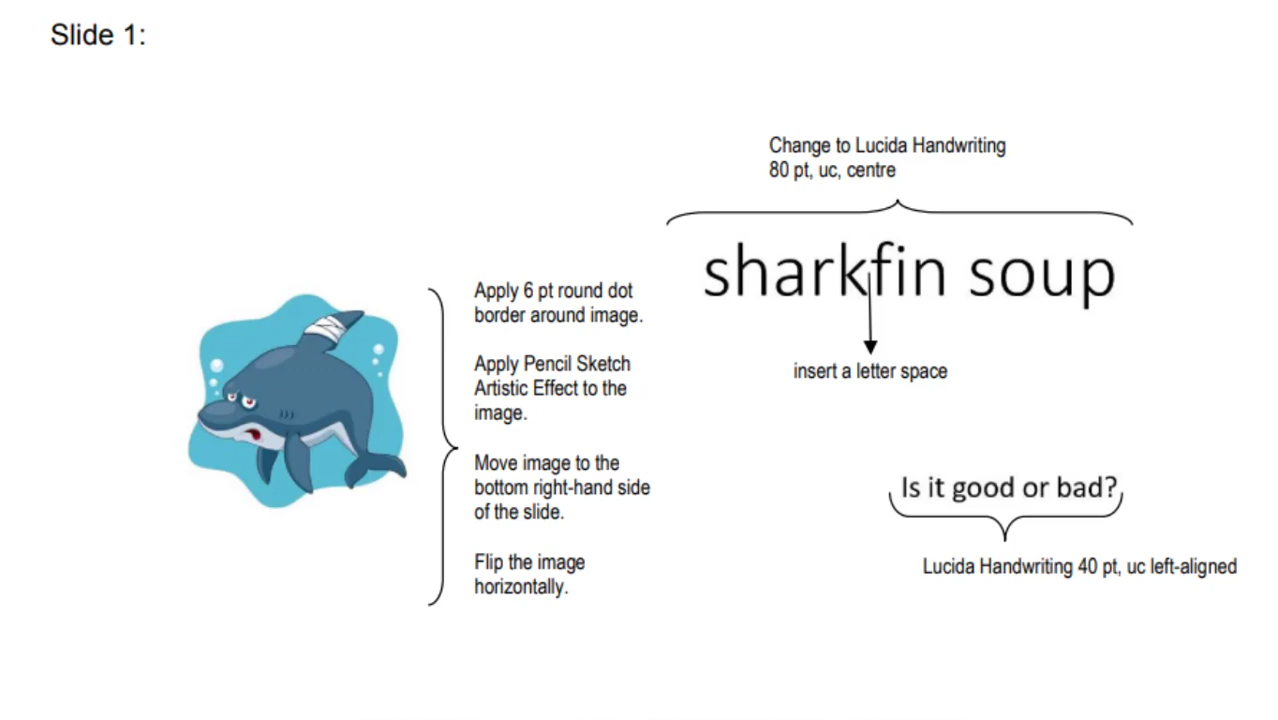 Slide 1:
Change to Lucida Handwriting
80 pt, uc, centre
sharkfin soup
insert a letter space
Apply 6 pt round dot
border around image.
Apply Pencil Sketch
Artistic Effect to the
image.
Move image to the
bottom right-hand side
of the slide.
Flip the image
horizontally.
Is it good or bad?
Lucida Handwriting 40 pt, uc left-aligned